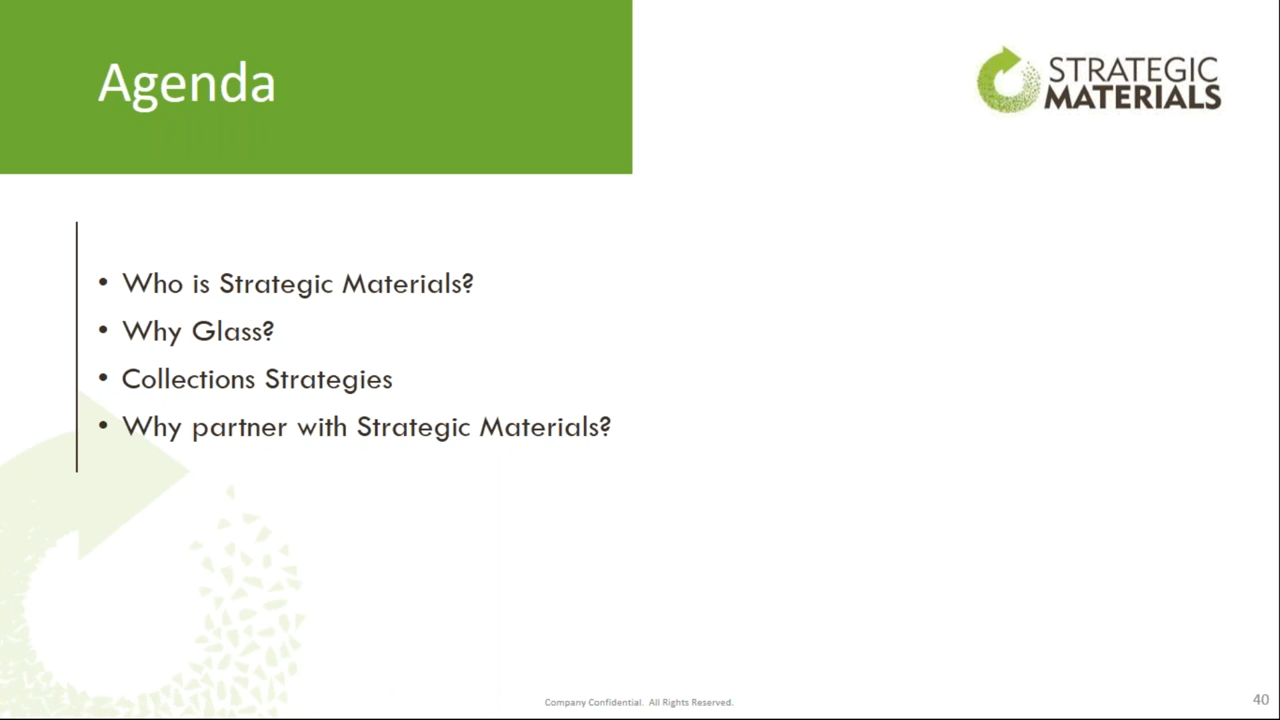 Agenda
STRATEGIC
MATERIALS
• Who is Strategic Materials?
• Why Glass?
• Collections Strategies
• Why partner with Strategic Materials?
Company Confidential. All Rights Reserved.
40